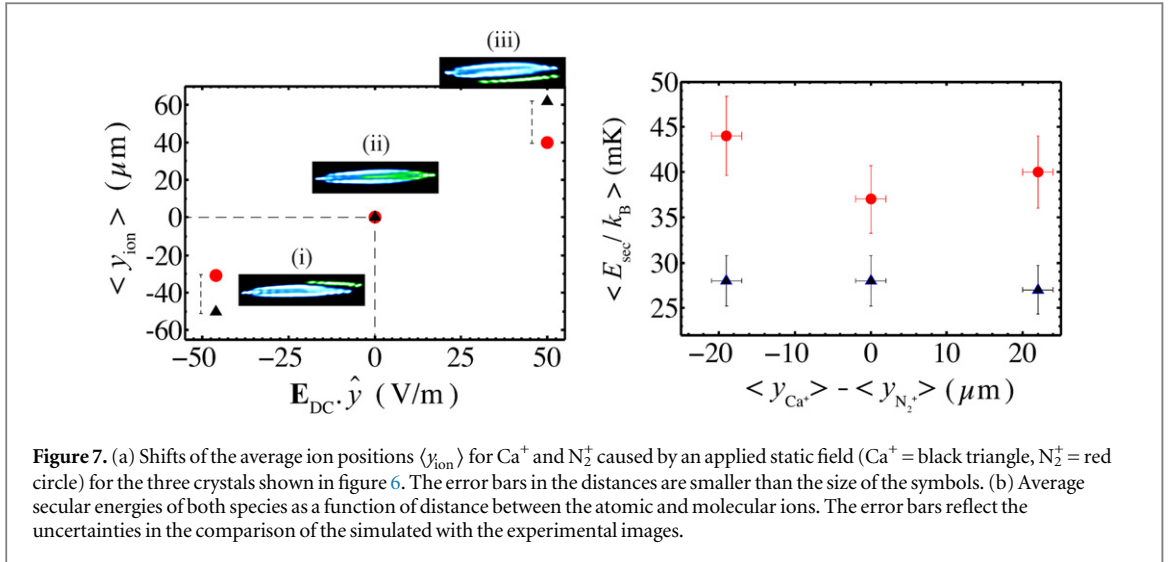 (iii)
60
40
(ii)
20
0
-20
(i)
-40
-60
< y_ion > (μm)
−50 −25 0 25 50
E_DC. ŷ (V/m)
50
45
40
35
30
25
< E_sec / k_B > (mK)
−20 −10 0 10 20
< y_Ca⁺> − < y_N₂⁺> (μm)
Figure 7. (a) Shifts of the average ion positions ⟨y_ion⟩ for Ca⁺ and N₂⁺ caused by an applied static field (Ca⁺ = black triangle, N₂⁺ = red
circle) for the three crystals shown in figure 6. The error bars in the distances are smaller than the size of the symbols. (b) Average
secular energies of both species as a function of distance between the atomic and molecular ions. The error bars reflect the
uncertainties in the comparison of the simulated with the experimental images.